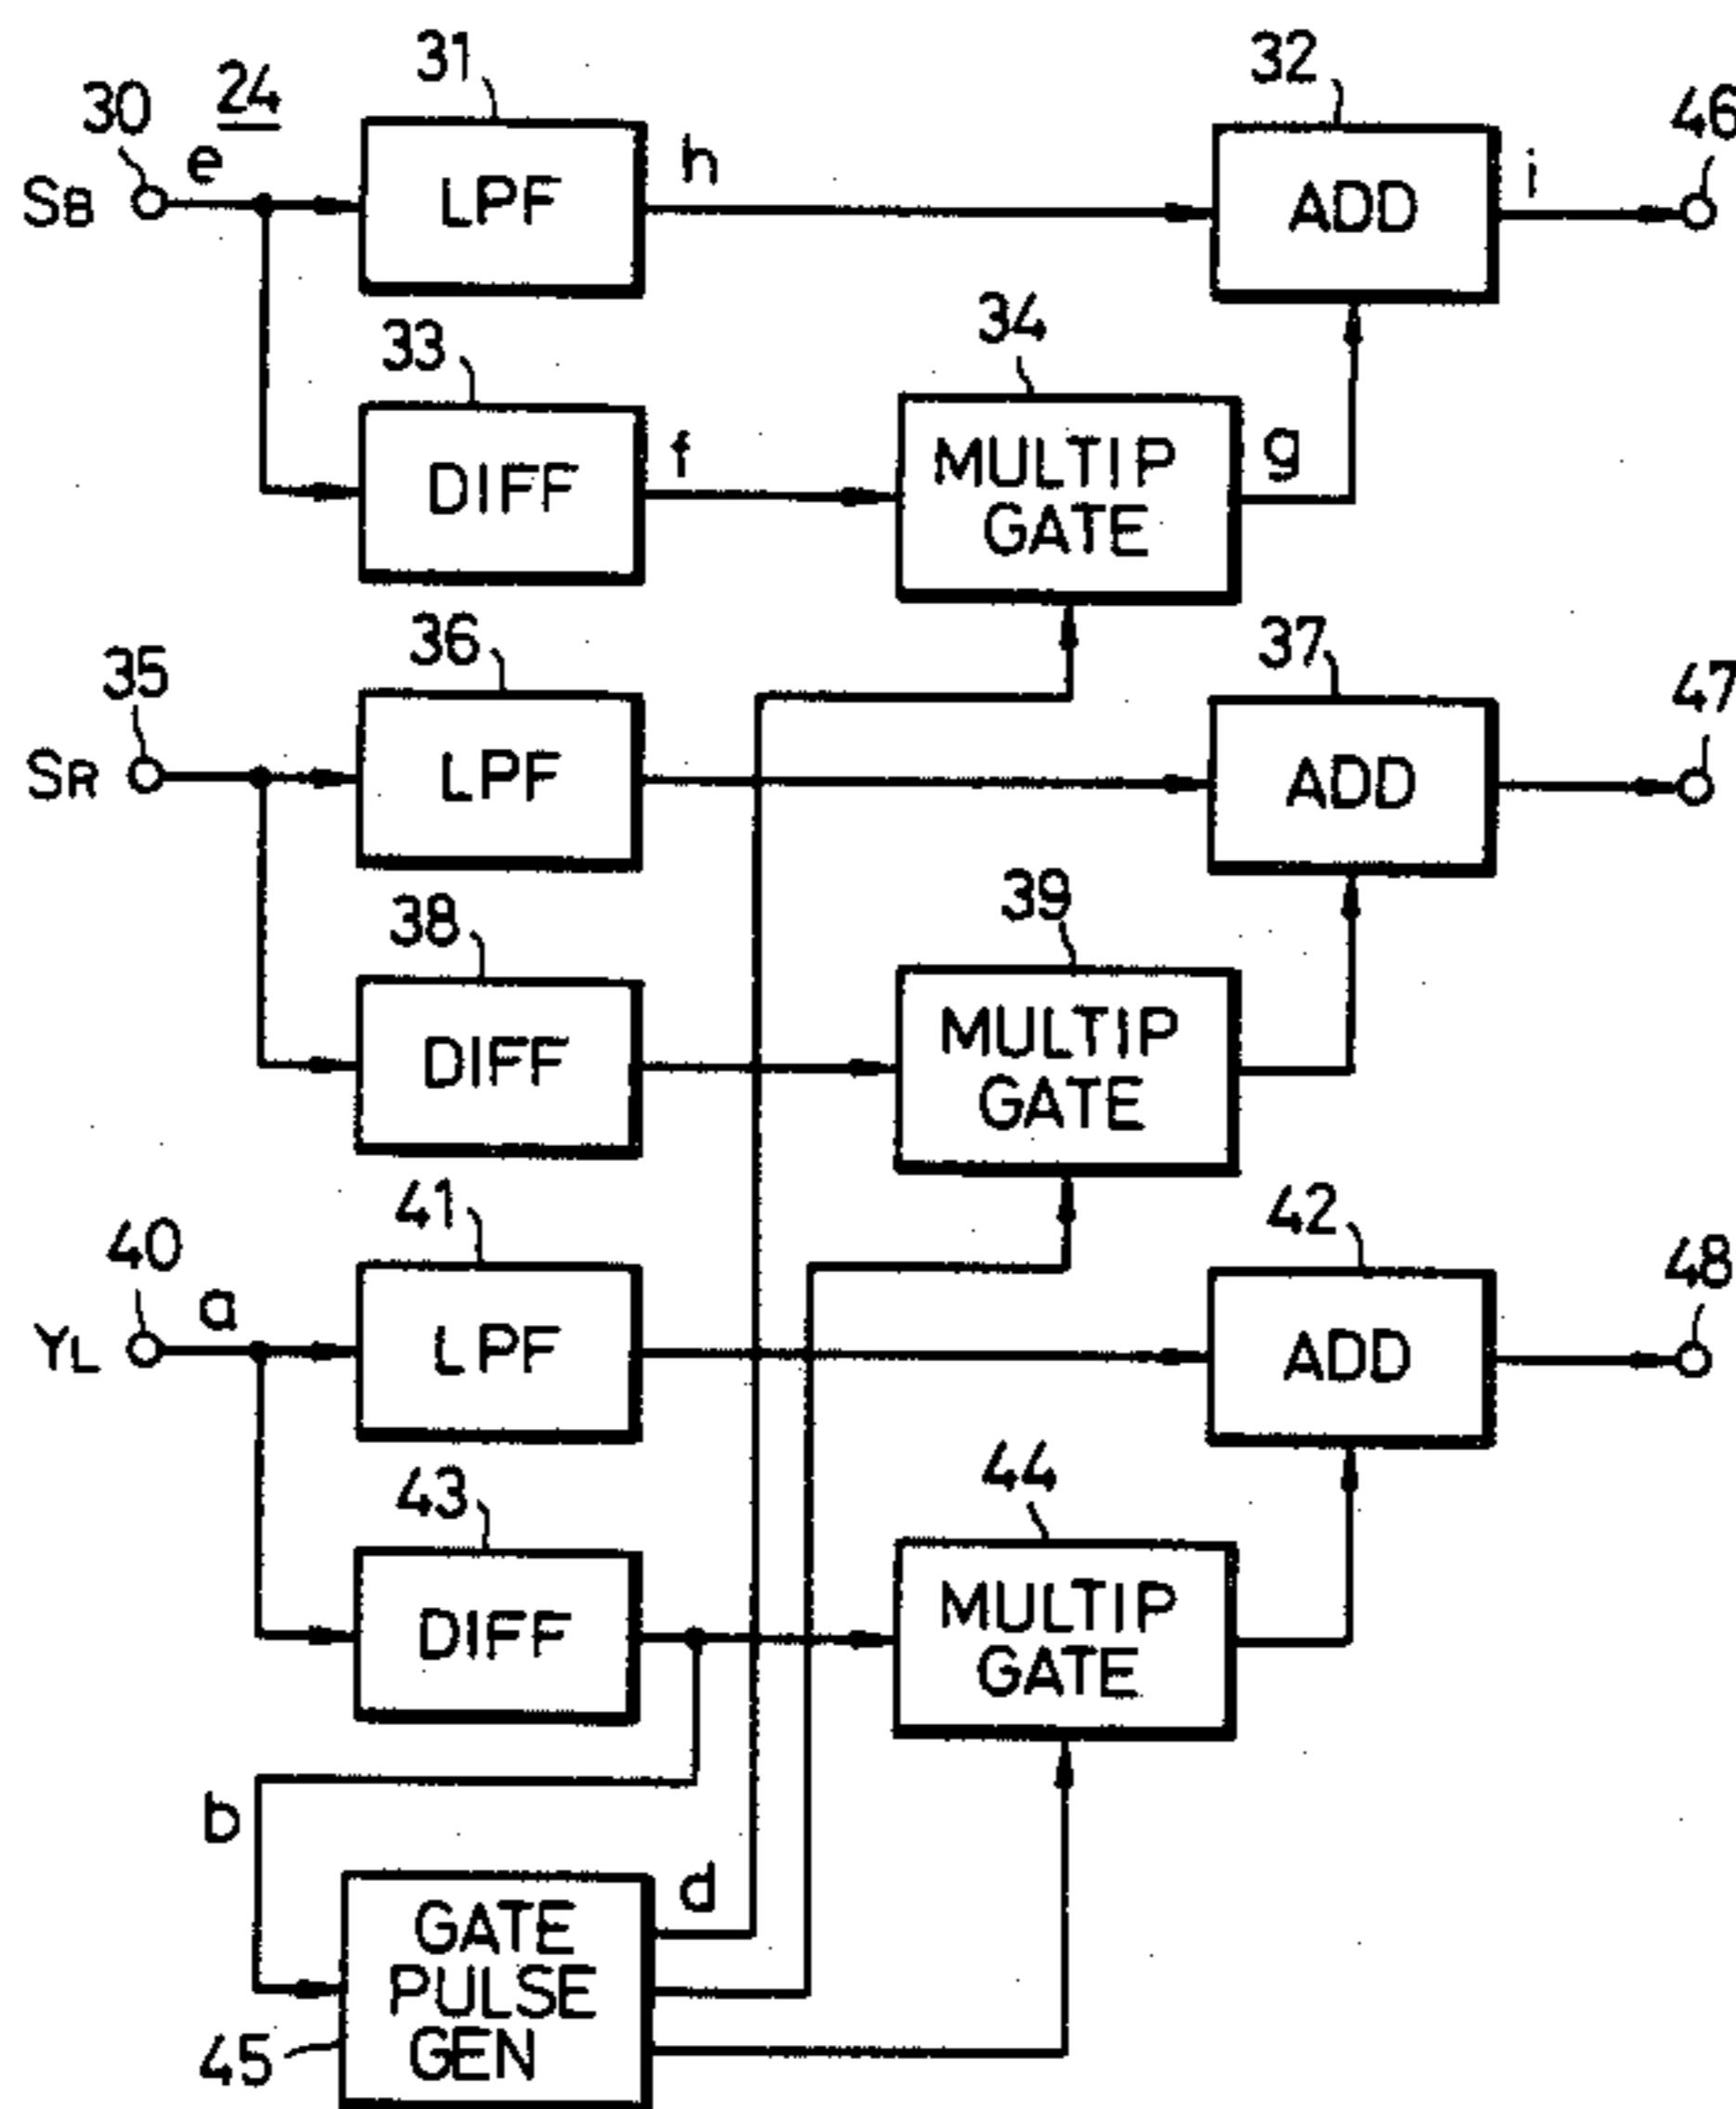 31
32
30
24
46
e
h
i
SB
LPF
ADD
33
34
f
g
DIFF
MULTIP
GATE
36
37
35
47
SR
LPF
ADD
38
39
DIFF
MULTIP
GATE
41
42
40
48
a
YL
LPF
ADD
43
44
DIFF
MULTIP
GATE
b
d
GATE
PULSE
GEN
45